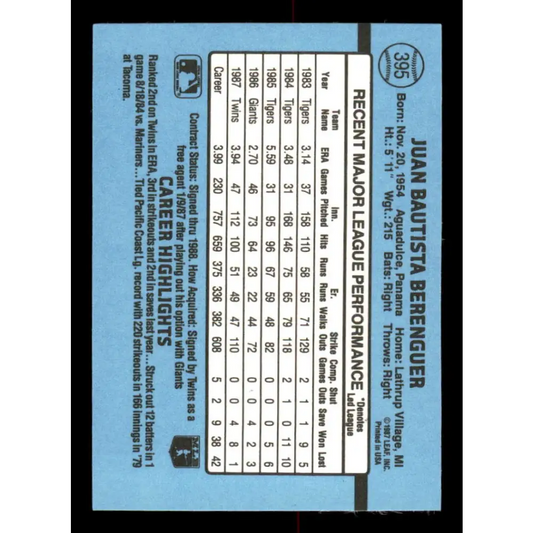 395
JUAN BAUTISTA BERENGUER
Born: Nov. 20, 1954 Aguadulce, Panama Home: Lathrup Village, MI
Ht.: 5' 11" Wgt.: 215 Bats: Right Throws: Right
©1987 LEAF, INC.
Printed in USA
RECENT MAJOR LEAGUE PERFORMANCE
*Denotes
Led League
Team Inn. Er. Strike Comp. Shut
Year Name ERA Games Pitched Hits Runs Runs Walks Outs Games Outs Save Won Lost
1983 Tigers 3.14 37 158 110 58 55 71 129 2 1 1 9 5
1984 Tigers 3.48 31 168 146 75 65 79 118 2 1 0 11 10
1985 Tigers 5.59 31 95 96 67 59 48 82 0 0 0 5 6
1986 Giants 2.70 46 73 64 23 22 44 72 0 0 4 2 3
1987 Twins 3.94 47 112 100 51 49 47 110 0 0 4 8 1
Career 3.99 230 757 659 375 336 382 608 5 2 9 38 42
Contract Status: Signed thru 1988. How Acquired: Signed by Twins as a
free agent 1/9/87 after playing out his option with Giants
CAREER HIGHLIGHTS
Ranked 2nd on Twins in ERA, 3rd in strikeouts and 2nd in saves last year...Struck out 12 batters in 1
game 8/18/84 vs. Mariners...Tied Pacific Coast Lg. record with 220 strikeouts in 166 innings in '79
at Tacoma.